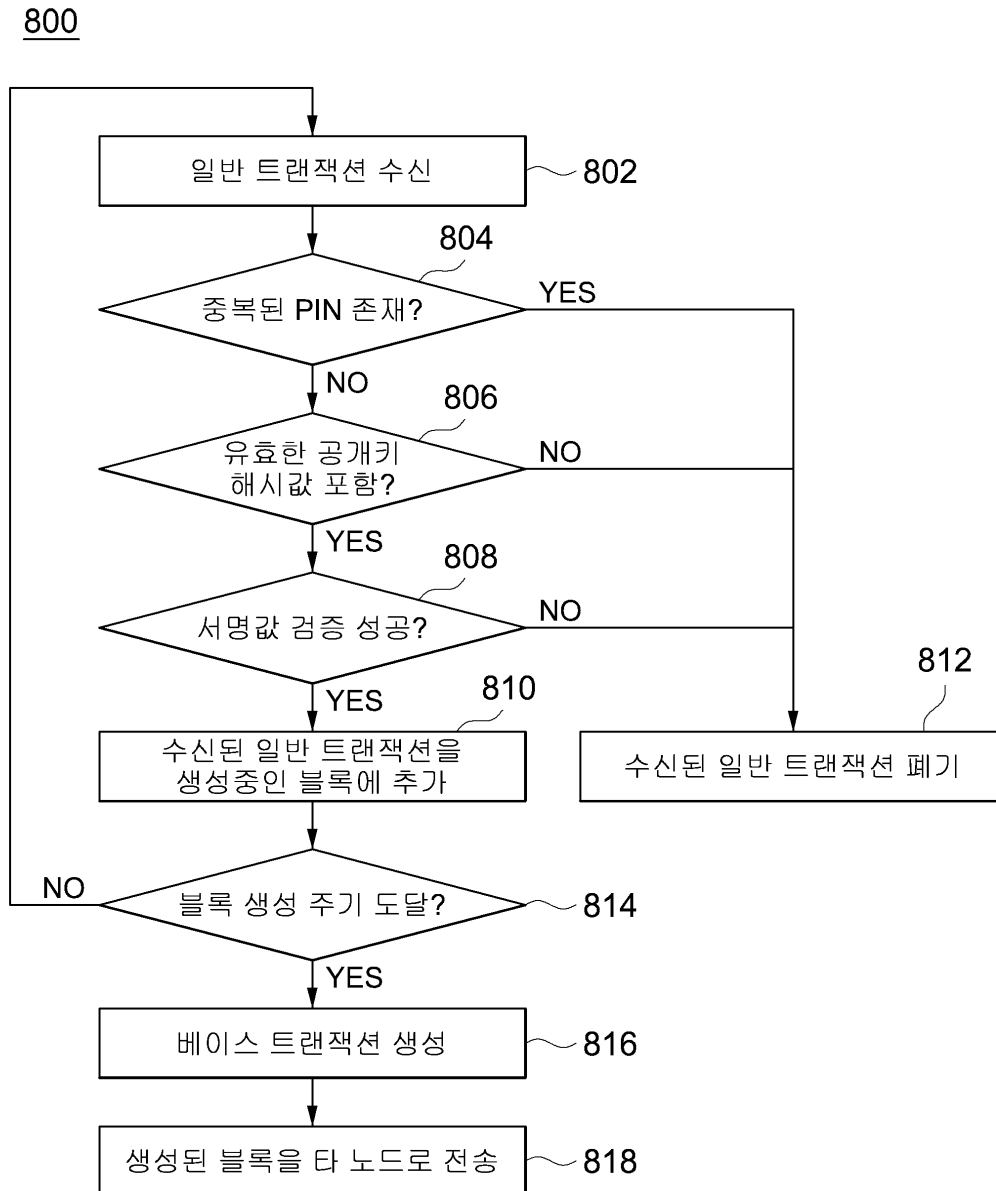 800
일반 트랜잭션 수신
802
804
중복된 PIN 존재?
YES
NO
806
유효한 공개키
해시값 포함?
NO
YES
808
서명값 검증 성공?
NO
YES
810
812
수신된 일반 트랜잭션을
생성중인 블록에 추가
수신된 일반 트랜잭션 폐기
NO
블록 생성 주기 도달?
814
YES
베이스 트랜잭션 생성
816
생성된 블록을 타 노드로 전송
818